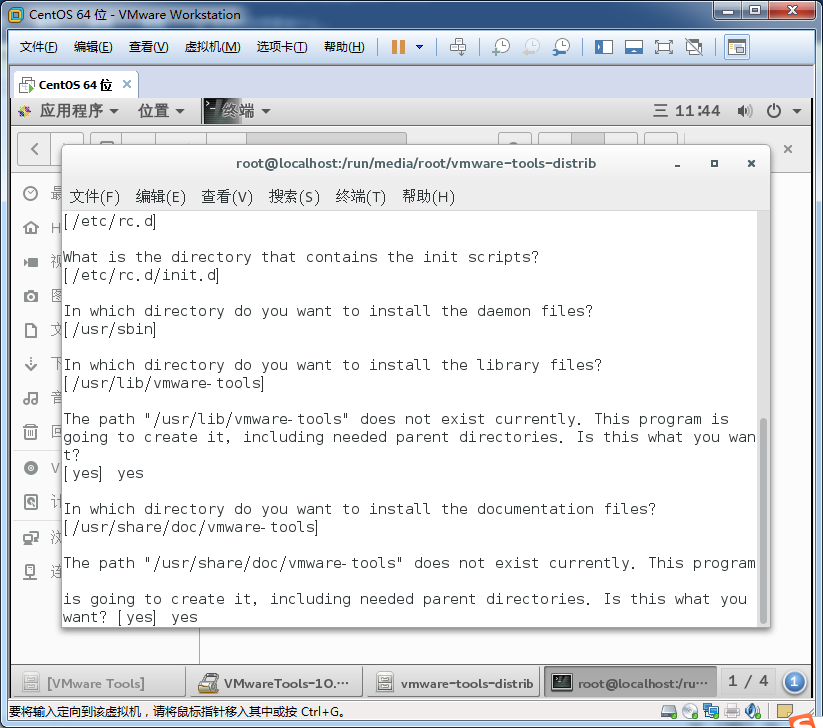 CentOS 64 位 - VMware Workstation
文件(F) 编辑(E) 查看(V) 虚拟机(M) 选项卡(T) 帮助(H)
CentOS 64 位
应用程序 位置 终端 三 11:44
root@localhost:/run/media/root/vmware-tools-distrib
文件(F) 编辑(E) 查看(V) 搜索(S) 终端(T) 帮助(H)
[/etc/rc.d]
What is the directory that contains the init scripts?
[/etc/rc.d/init.d]
In which directory do you want to install the daemon files?
[/usr/sbin]
In which directory do you want to install the library files?
[/usr/lib/vmware-tools]
The path "/usr/lib/vmware-tools" does not exist currently. This program is
going to create it, including needed parent directories. Is this what you wan
t?
[yes] yes
In which directory do you want to install the documentation files?
[/usr/share/doc/vmware-tools]
The path "/usr/share/doc/vmware-tools" does not exist currently. This program
is going to create it, including needed parent directories. Is this what you
want? [yes] yes
[VMware Tools] VMwareTools-10.… vmware-tools-distrib root@localhost:/ru… 1 / 4 1
要将输入定向到该虚拟机，请将鼠标指针移入其中或按 Ctrl+G。